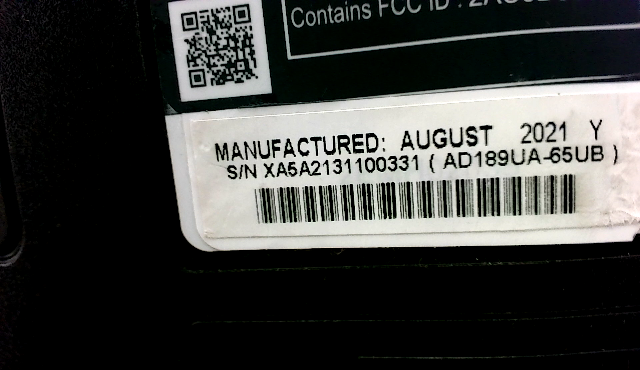 Contains FCC ID :
MANUFACTURED: AUGUST 2021 Y
S/N XA5A2131100331 ( AD189UA-65UB )